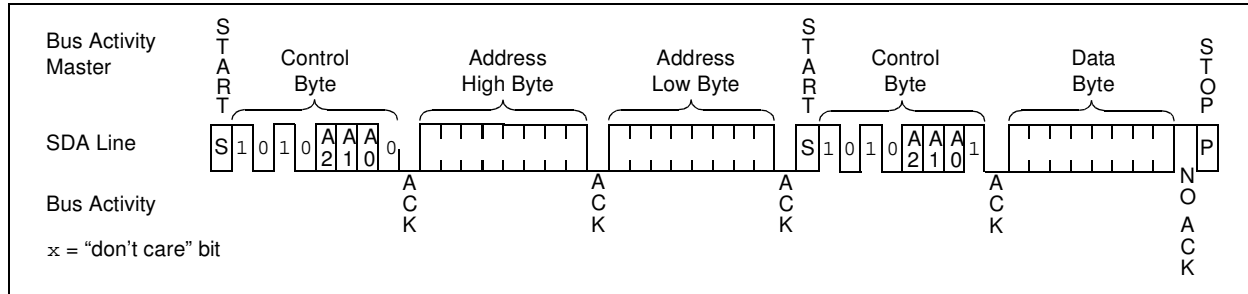 Bus Activity
Master
START
Control
Byte
Address
High Byte
Address
Low Byte
START
Control
Byte
Data
Byte
STOP
SDA Line
S 1 0 1 0 A2 A1 A0 0
S 1 0 1 0 A2 A1 A0 1
P
Bus Activity
ACK
ACK
ACK
ACK
NO ACK
x = “don’t care” bit